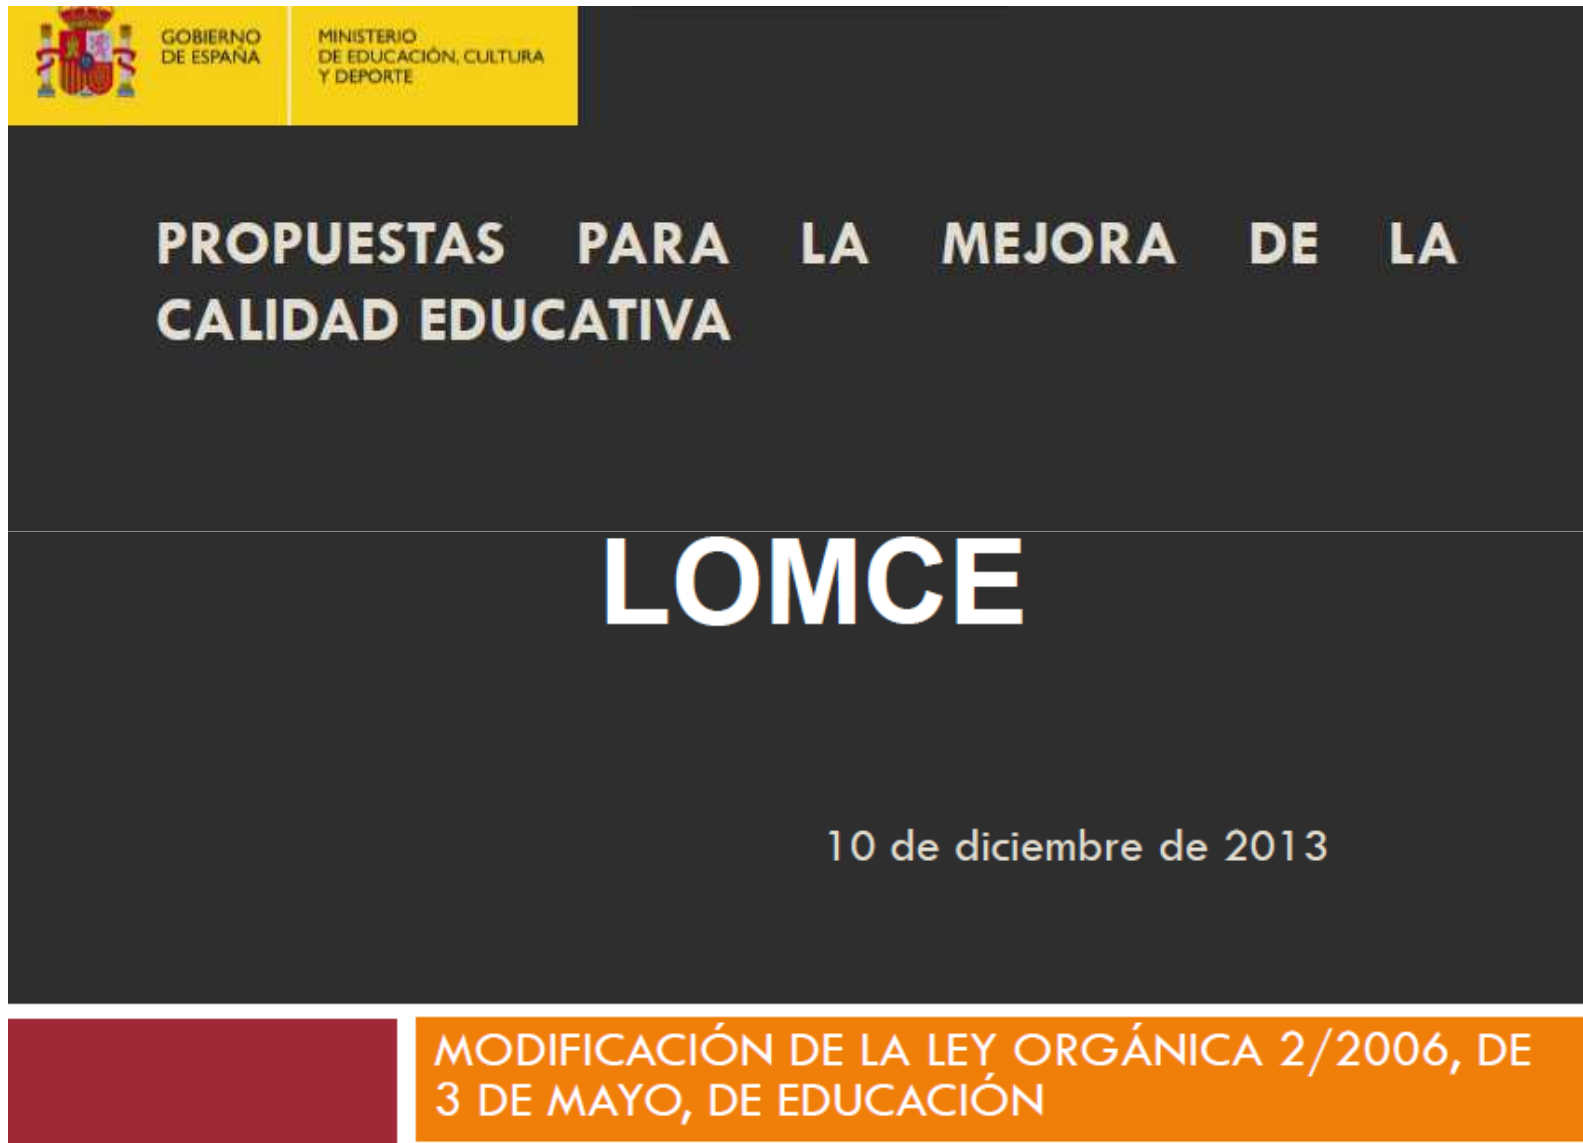 GOBIERNO
DE ESPAÑA
MINISTERIO
DE EDUCACIÓN, CULTURA
Y DEPORTE
PROPUESTAS PARA LA MEJORA DE LA
CALIDAD EDUCATIVA
LOMCE
10 de diciembre de 2013
MODIFICACIÓN DE LA LEY ORGÁNICA 2/2006, DE
3 DE MAYO, DE EDUCACIÓN